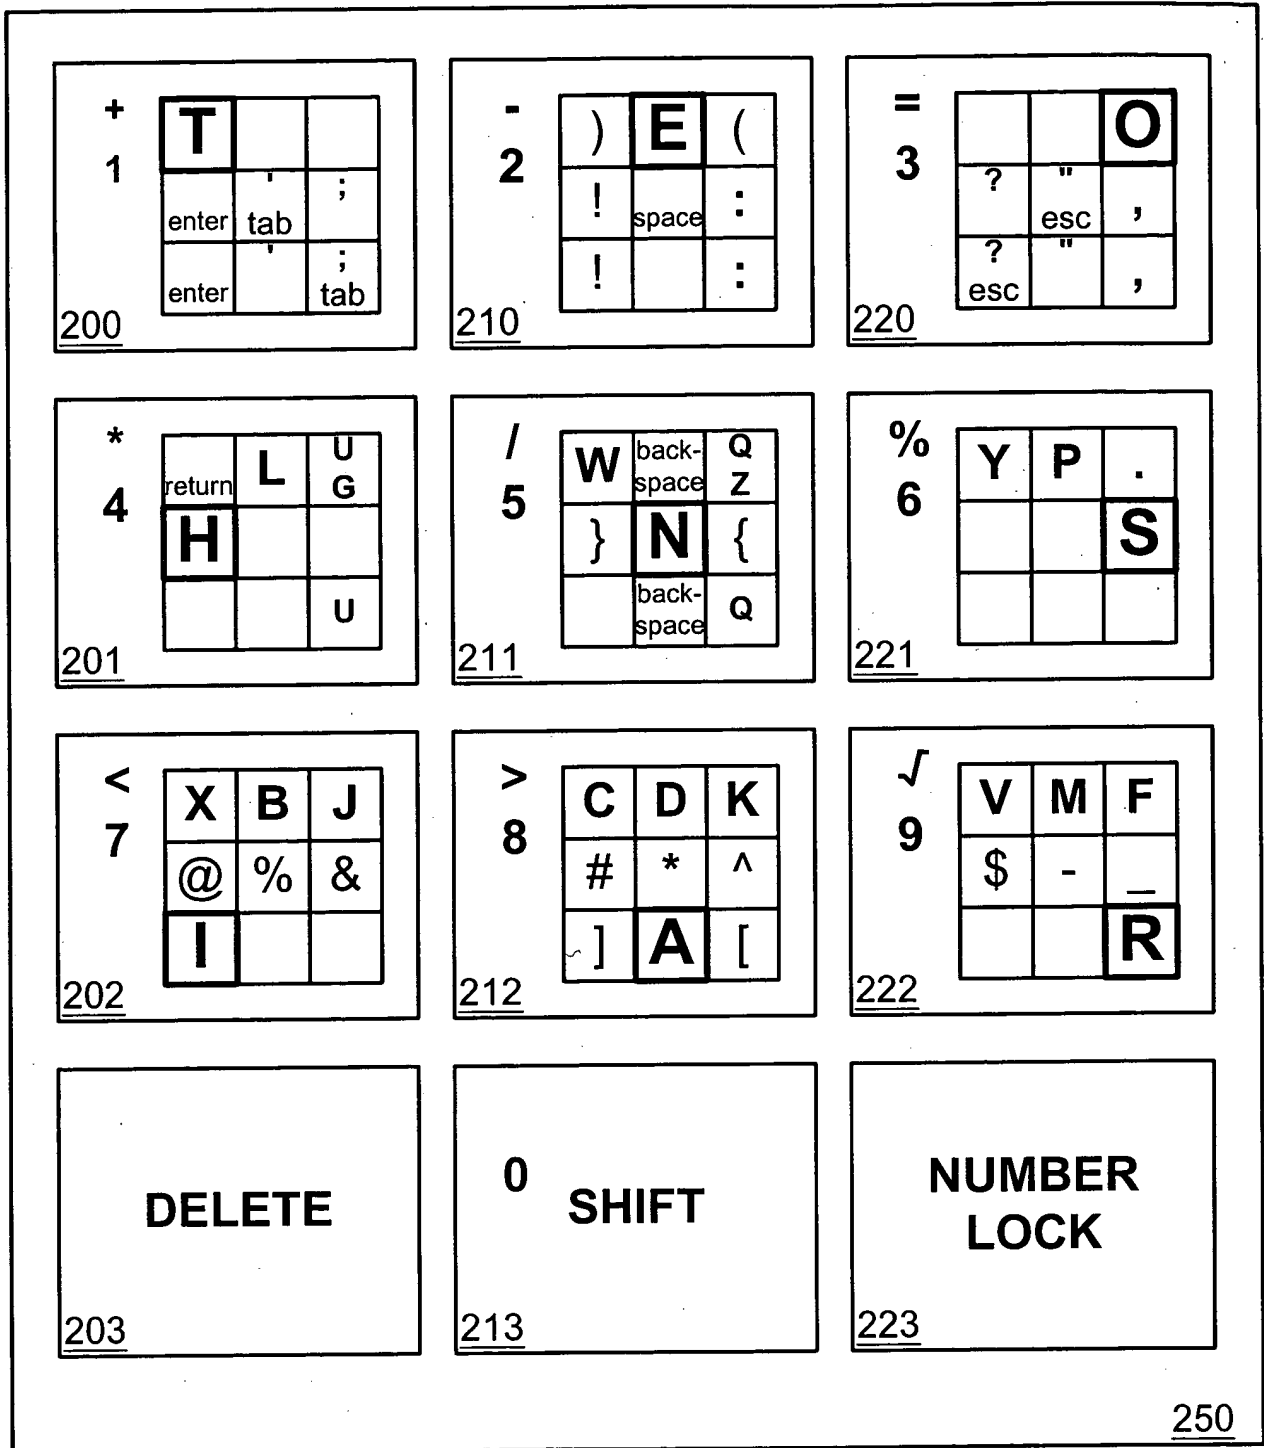 +
1
T
enter
' tab
;
enter
'
; tab
200
-
2
) E (
! space :
! :
210
=
3
O
? " esc ,
? esc " ,
220
*
4
return L U G
H
U
201
/
5
W back-space Q Z
} N {
back-space Q
211
%
6
Y P .
S
221
<
7
X B J
@ % &
I
202
>
8
C D K
# * ^
] A [
212
√
9
V M F
$ - _
R
222
DELETE
203
0
SHIFT
213
NUMBER
LOCK
223
250